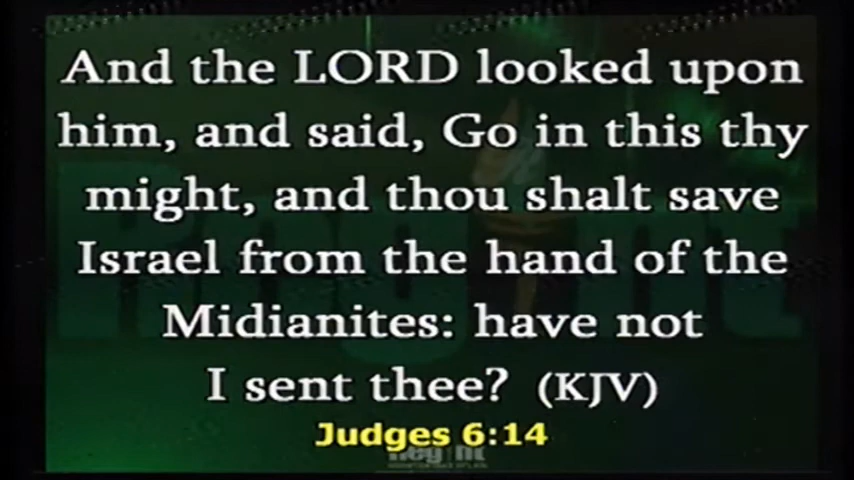 And the LORD looked upon
him, and said, Go in this thy
might, and thou shalt save
Israel from the hand of the
Midianites: have not
I sent thee? (KJV)
Judges 6:14